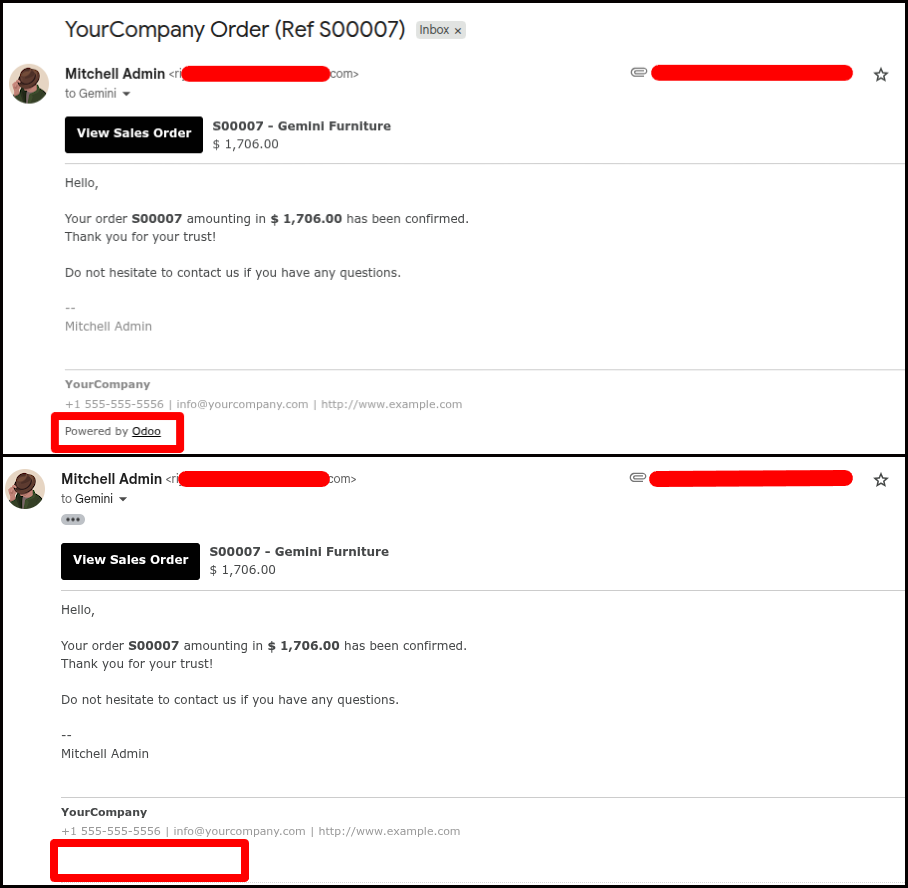 YourCompany Order (Ref S00007) Inbox ×
Mitchell Admin <ri com>
to Gemini
View Sales Order S00007 - Gemini Furniture
$ 1,706.00
Hello,
Your order S00007 amounting in $ 1,706.00 has been confirmed.
Thank you for your trust!
Do not hesitate to contact us if you have any questions.
--
Mitchell Admin
YourCompany
+1 555-555-5556 | info@yourcompany.com | http://www.example.com
Powered by Odoo
Mitchell Admin <ri com>
to Gemini
View Sales Order S00007 - Gemini Furniture
$ 1,706.00
Hello,
Your order S00007 amounting in $ 1,706.00 has been confirmed.
Thank you for your trust!
Do not hesitate to contact us if you have any questions.
--
Mitchell Admin
YourCompany
+1 555-555-5556 | info@yourcompany.com | http://www.example.com